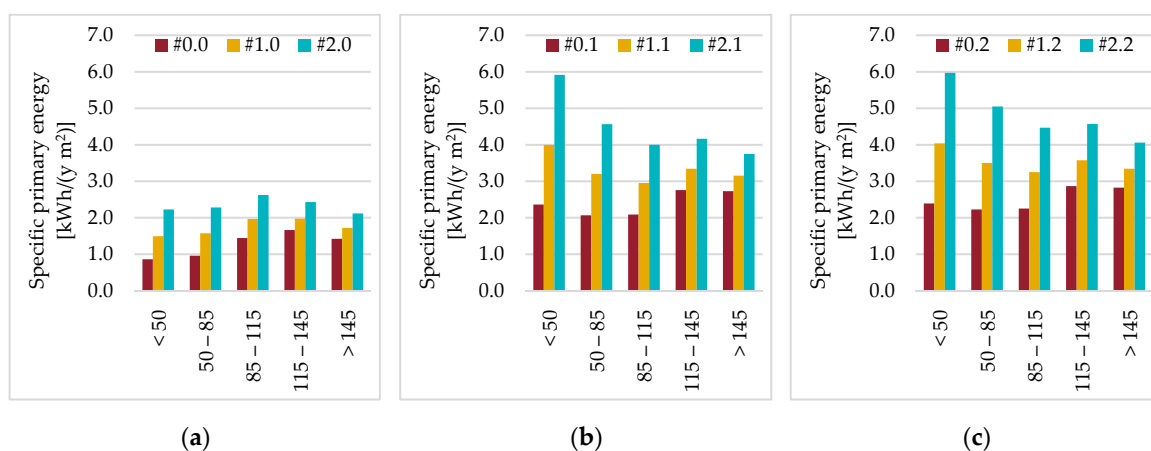 Specific primary energy
[kWh/(y m²)]
7.0
6.0
5.0
4.0
3.0
2.0
1.0
0.0
#0.0 #1.0 #2.0
< 50
50 – 85
85 – 115
115 – 145
> 145
(a)
Specific primary energy
[kWh/(y m²)]
7.0
6.0
5.0
4.0
3.0
2.0
1.0
0.0
#0.1 #1.1 #2.1
< 50
50 – 85
85 – 115
115 – 145
> 145
(b)
Specific primary energy
[kWh/(y m²)]
7.0
6.0
5.0
4.0
3.0
2.0
1.0
0.0
#0.2 #1.2 #2.2
< 50
50 – 85
85 – 115
115 – 145
> 145
(c)